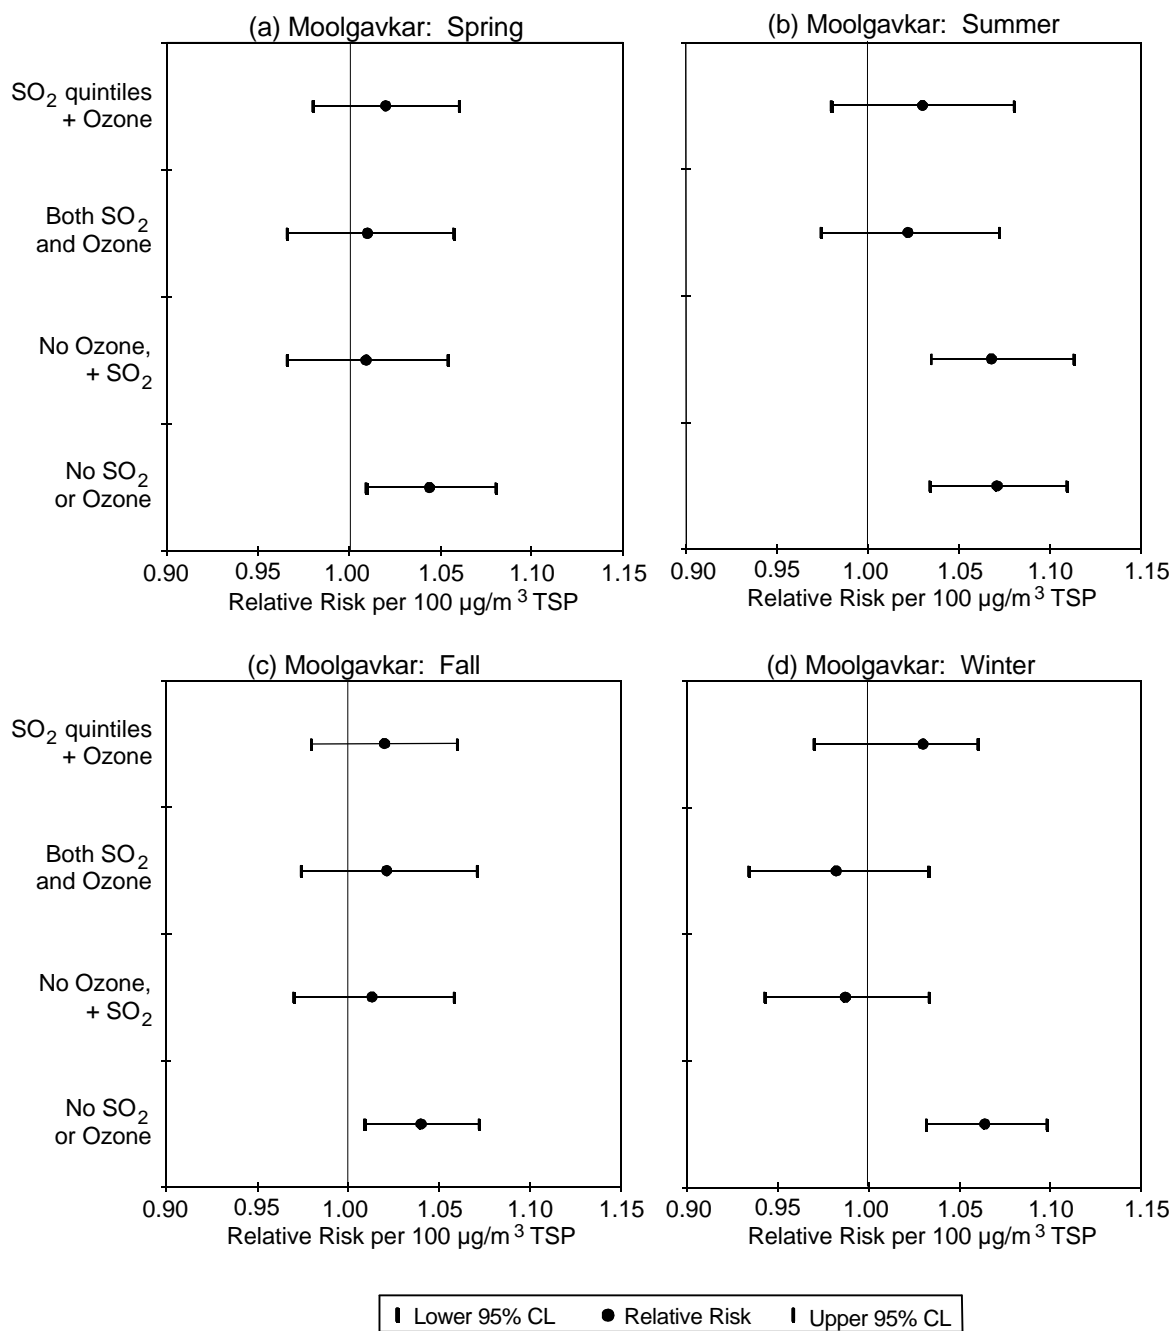 (a) Moolgavkar: Spring
SO2 quintiles
+ Ozone
Both SO2
and Ozone
No Ozone,
+ SO2
No SO2
or Ozone
0.90 0.95 1.00 1.05 1.10 1.15
Relative Risk per 100 µg/m3 TSP
(b) Moolgavkar: Summer
0.90 0.95 1.00 1.05 1.10 1.15
Relative Risk per 100 µg/m3 TSP
(c) Moolgavkar: Fall
SO2 quintiles
+ Ozone
Both SO2
and Ozone
No Ozone,
+ SO2
No SO2
or Ozone
0.90 0.95 1.00 1.05 1.10 1.15
Relative Risk per 100 µg/m3 TSP
(d) Moolgavkar: Winter
0.90 0.95 1.00 1.05 1.10 1.15
Relative Risk per 100 µg/m3 TSP
Lower 95% CL Relative Risk Upper 95% CL